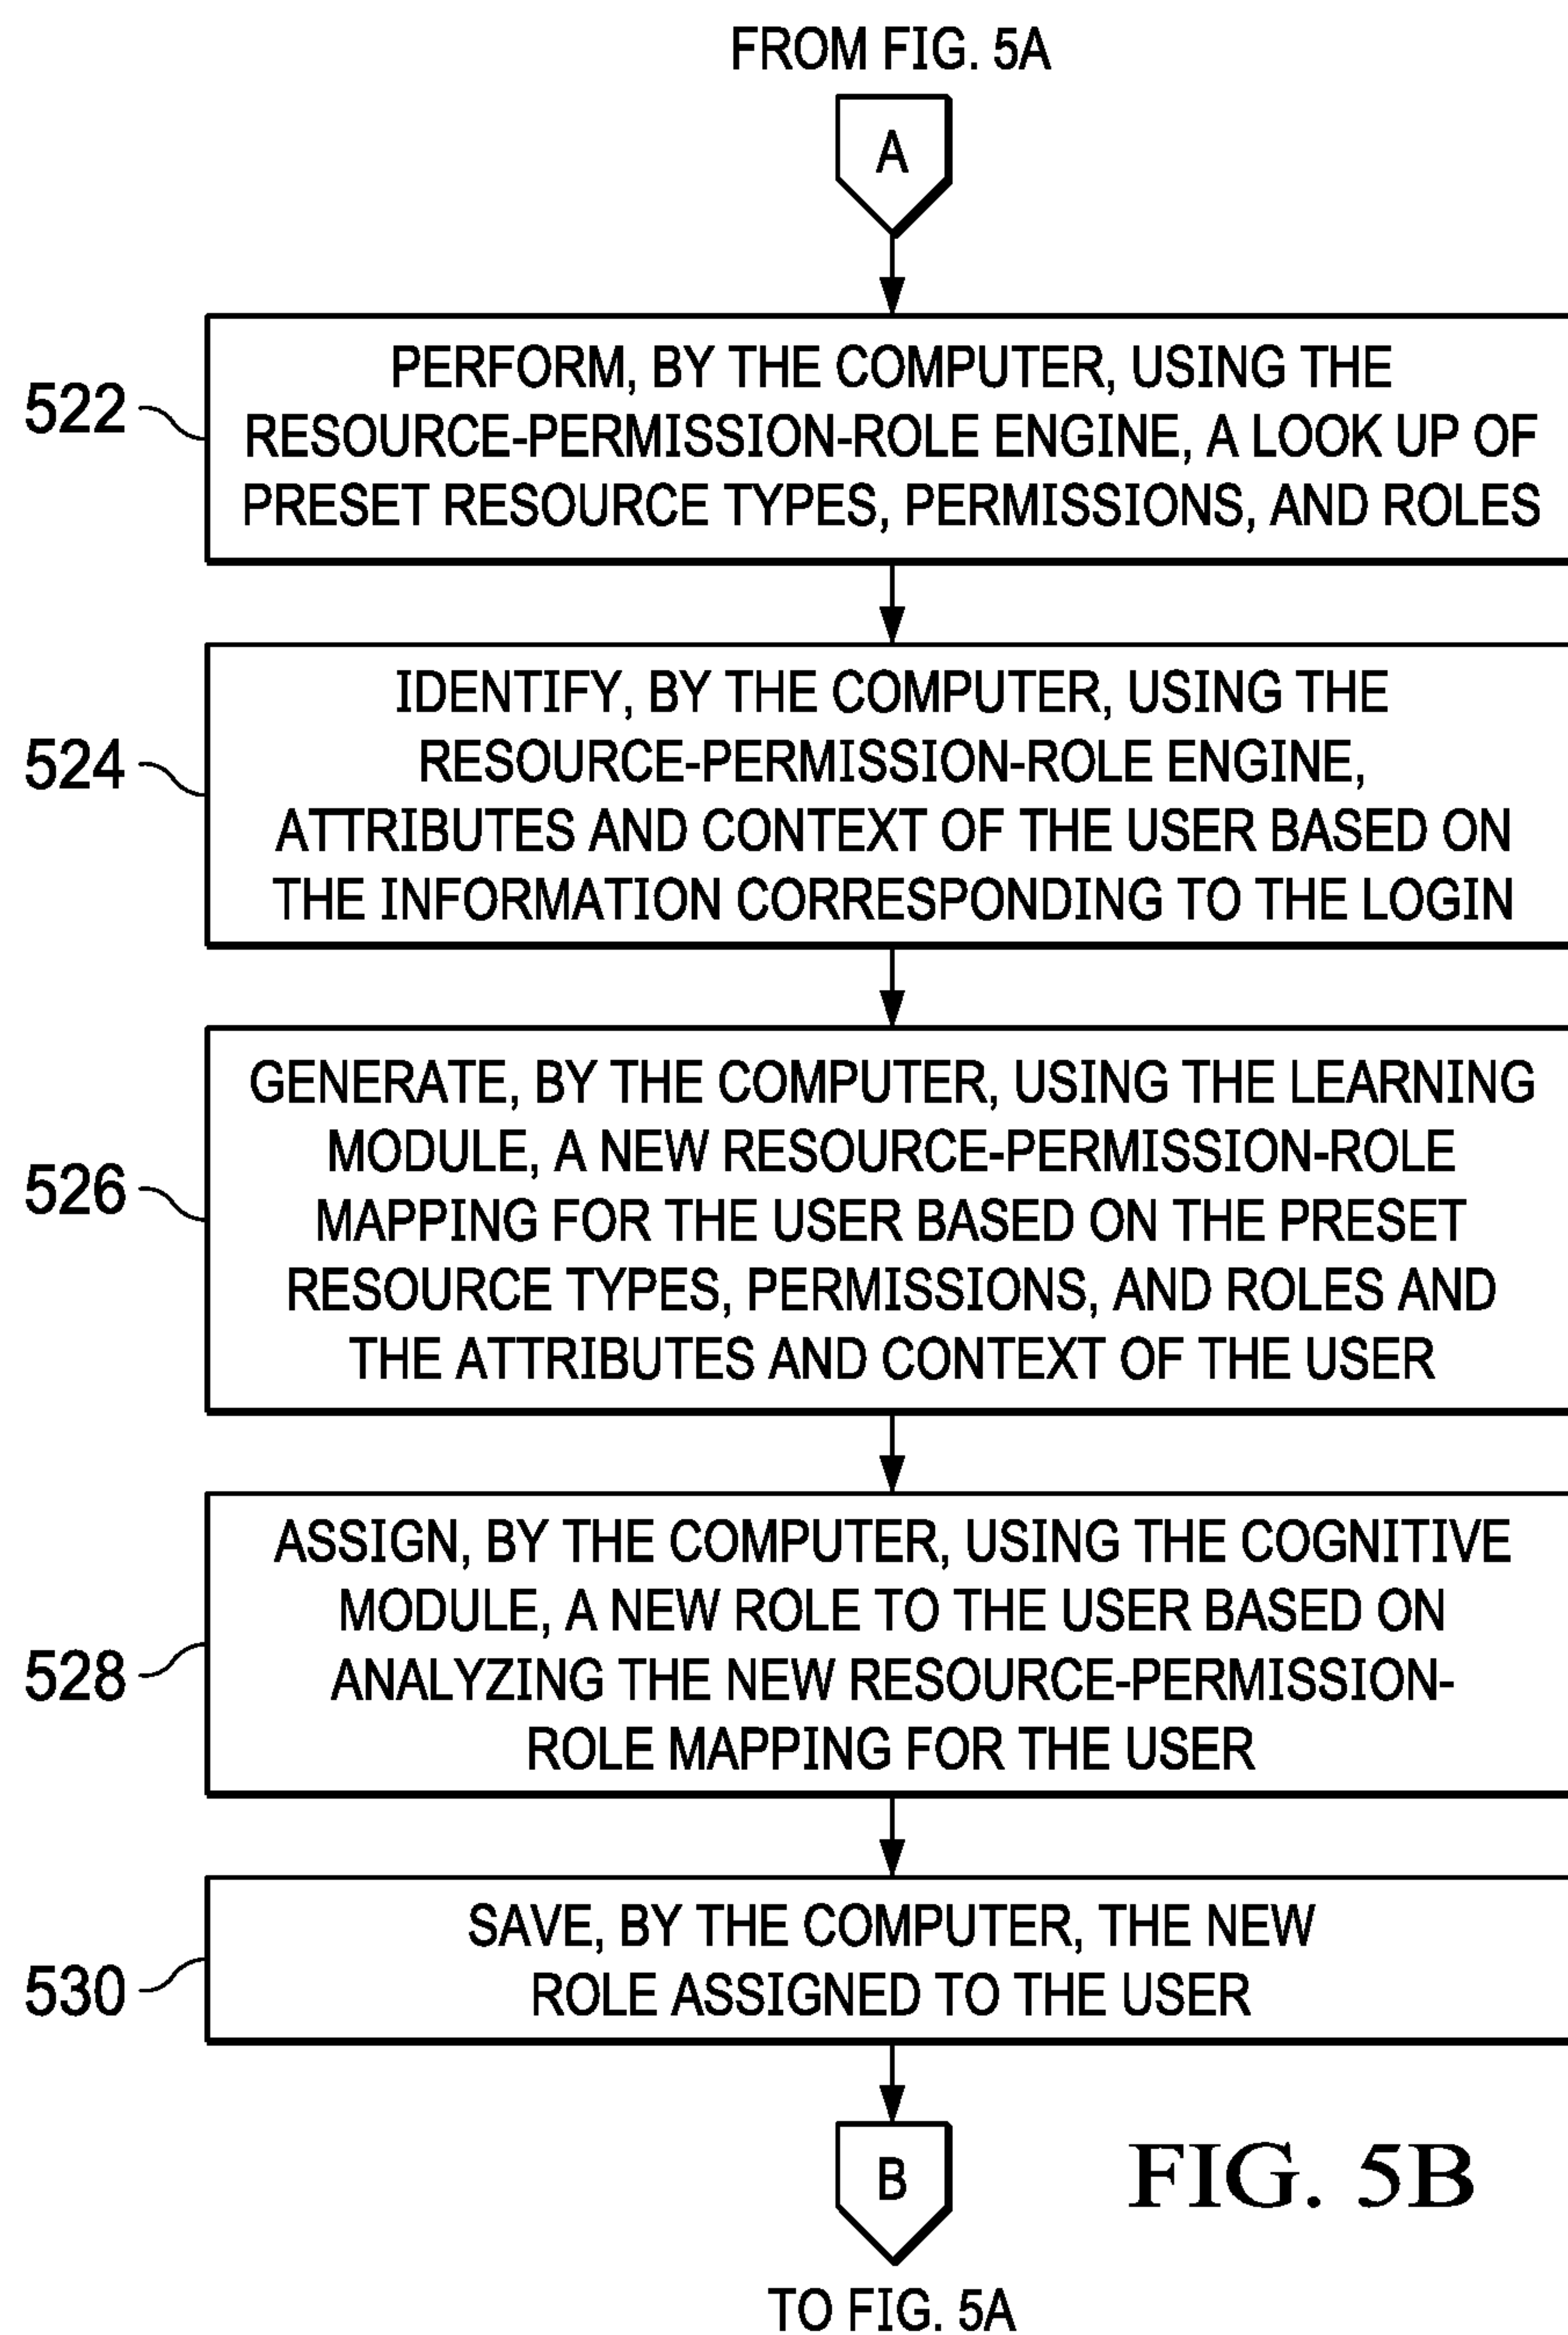 FROM FIG. 5A
A
522
PERFORM, BY THE COMPUTER, USING THE
RESOURCE-PERMISSION-ROLE ENGINE, A LOOK UP OF
PRESET RESOURCE TYPES, PERMISSIONS, AND ROLES
524
IDENTIFY, BY THE COMPUTER, USING THE
RESOURCE-PERMISSION-ROLE ENGINE,
ATTRIBUTES AND CONTEXT OF THE USER BASED ON
THE INFORMATION CORRESPONDING TO THE LOGIN
526
GENERATE, BY THE COMPUTER, USING THE LEARNING
MODULE, A NEW RESOURCE-PERMISSION-ROLE
MAPPING FOR THE USER BASED ON THE PRESET
RESOURCE TYPES, PERMISSIONS, AND ROLES AND
THE ATTRIBUTES AND CONTEXT OF THE USER
528
ASSIGN, BY THE COMPUTER, USING THE COGNITIVE
MODULE, A NEW ROLE TO THE USER BASED ON
ANALYZING THE NEW RESOURCE-PERMISSION-
ROLE MAPPING FOR THE USER
530
SAVE, BY THE COMPUTER, THE NEW
ROLE ASSIGNED TO THE USER
B
FIG. 5B
TO FIG. 5A